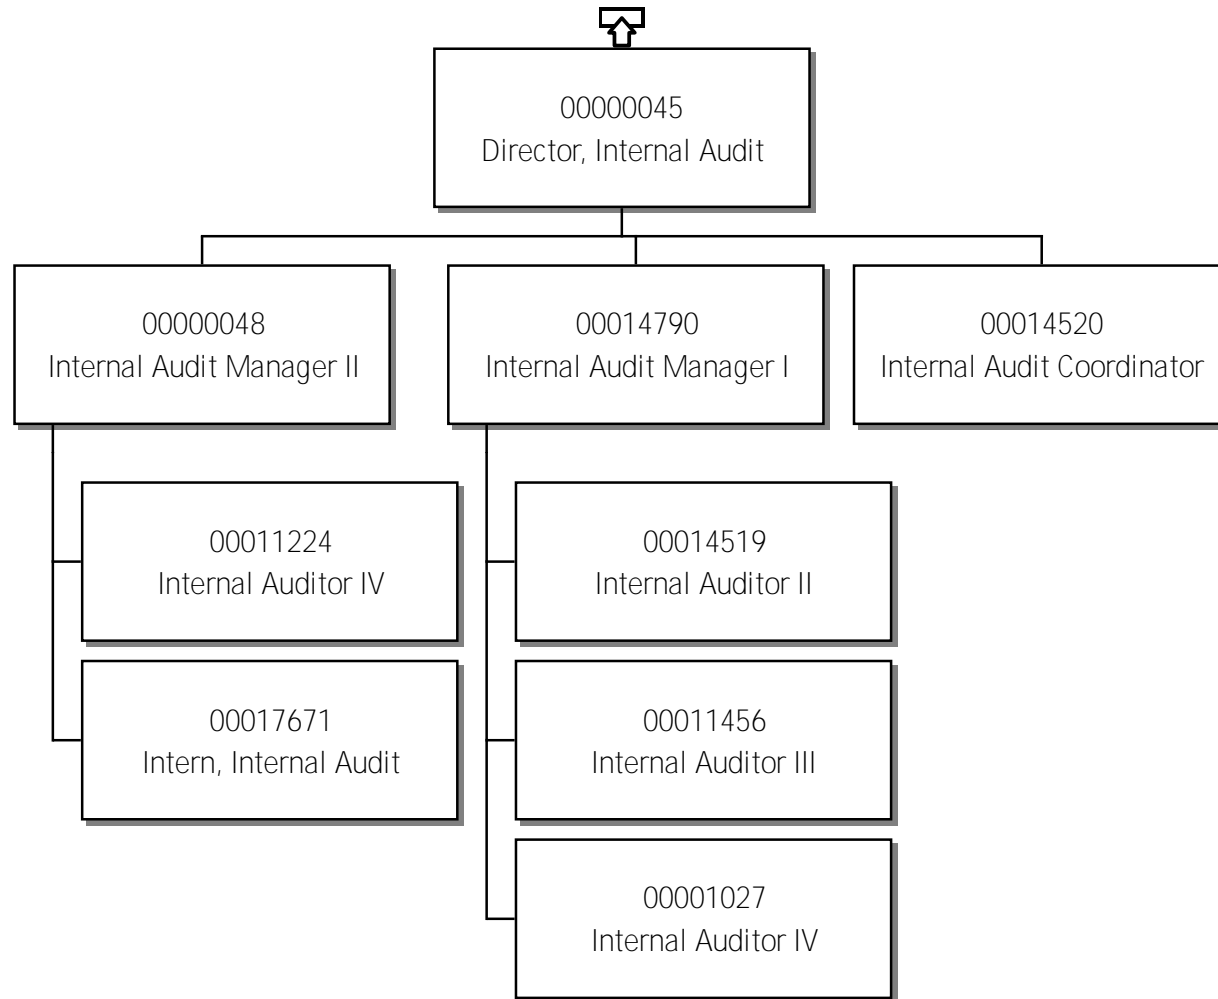 00000045
Director, Internal Audit
00000048
Internal Audit Manager II
00014790
Internal Audit Manager I
00014520
Internal Audit Coordinator
00011224
Internal Auditor IV
00017671
Intern, Internal Audit
00014519
Internal Auditor II
00011456
Internal Auditor III
00001027
Internal Auditor IV